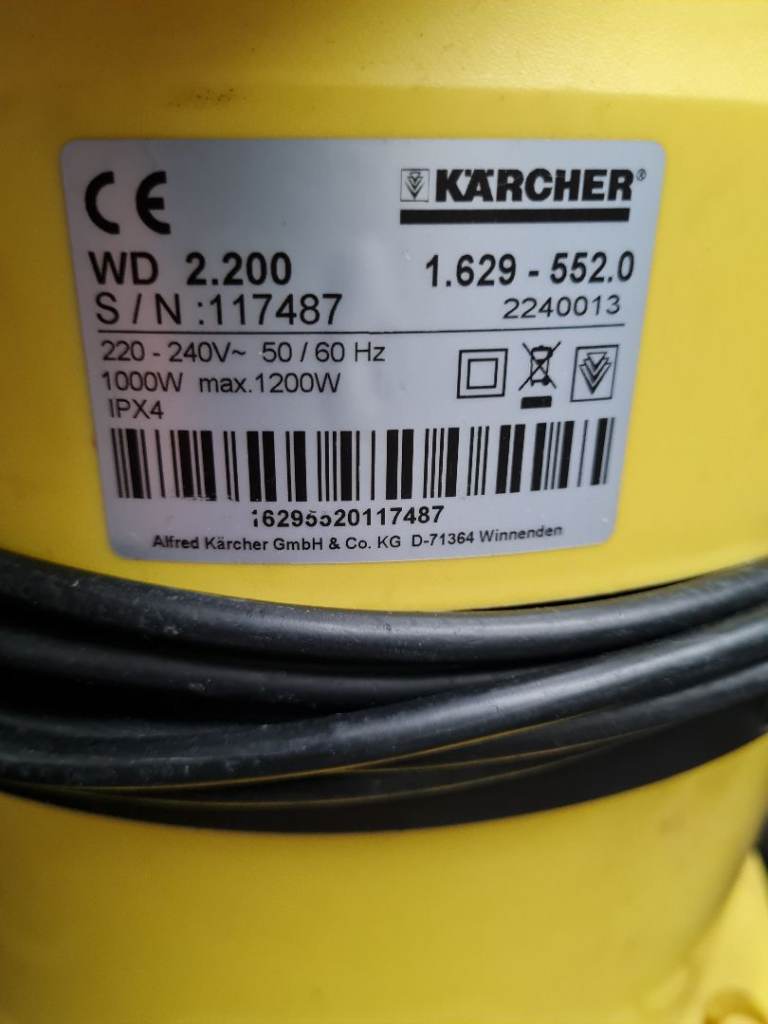 CE KÄRCHER®
WD 2.200 1.629 - 552.0
S / N :117487 2240013
220 - 240V~ 50 / 60 Hz
1000W max.1200W
IPX4
16295520117487
Alfred Kärcher GmbH & Co. KG D-71364 Winnenden